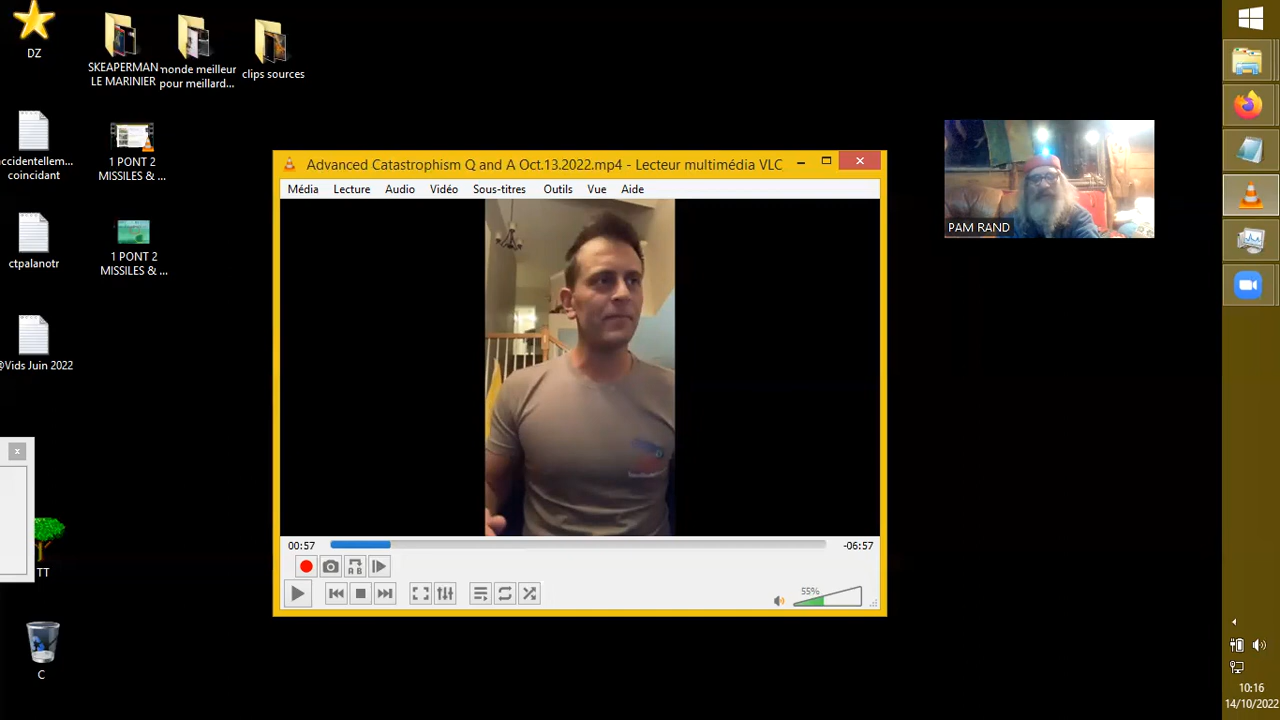 DZ
SKEAPERMAN
LE MARINIER
monde meilleur
pour meillard...
clips sources
ccidentellem...
coincidant
1 PONT 2
MISSILES & ...
ctpalanotr
1 PONT 2
MISSILES & ...
@Vids Juin 2022
TT
C
Advanced Catastrophism Q and A Oct.13.2022.mp4 - Lecteur multimédia VLC
Média Lecture Audio Vidéo Sous-titres Outils Vue Aide
00:57
-06:57
A B
55%
PAM RAND
10:16
14/10/2022